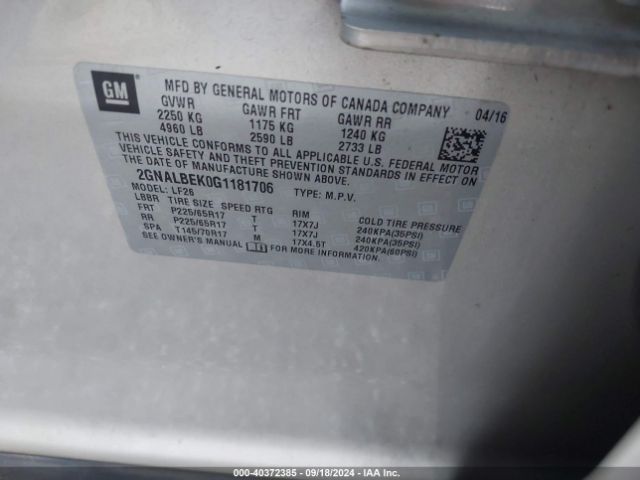 GM
MFD BY GENERAL MOTORS OF CANADA COMPANY
04/16
GVWR GAWR FRT GAWR RR
2250 KG 1175 KG 1240 KG
4960 LB 2590 LB 2733 LB
THIS VEHICLE CONFORMS TO ALL APPLICABLE U.S. FEDERAL MOTOR
VEHICLE SAFETY AND THEFT PREVENTION STANDARDS IN EFFECT ON
THE DATE OF MANUFACTURE SHOWN ABOVE.
2GNALBEK0G1181706 TYPE: M.P.V.
MODEL: LF26
LBBR TIRE SIZE SPEED RTG RIM COLD TIRE PRESSURE
FRT P225/65R17 T 17X7J 240KPA(35PSI)
RR P225/65R17 T 17X7J 240KPA(35PSI)
SPA T145/70R17 M 17X4.5T 420KPA(60PSI)
SEE OWNER'S MANUAL FOR MORE INFORMATION.
000-40372385 - 09/18/2024 - IAA Inc.